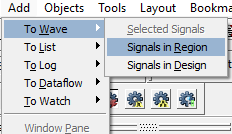 Add Objects Tools Layout Bookma
To Wave
Selected Signals
To List
Signals in Region
To Log
Signals in Design
To Dataflow
To Watch
Window Pane